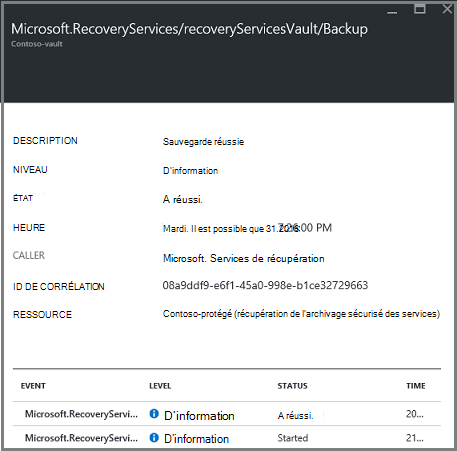 Microsoft.RecoveryServices/recoveryServicesVault/Backup
Contoso-vault
DESCRIPTION Sauvegarde réussie
NIVEAU D'information
ÉTAT A réussi.
HEURE Mardi. Il est possible que 31. 7:26:00 PM
CALLER Microsoft. Services de récupération
ID DE CORRÉLATION 08a9ddf9-e6f1-45a0-998e-b1ce32729663
RESSOURCE Contoso-protégé (récupération de l'archivage sécurisé des services)
EVENT LEVEL STATUS TIME
Microsoft.RecoveryServi... D'information A réussi. 20...
Microsoft.RecoveryServi... D'information Started 21...